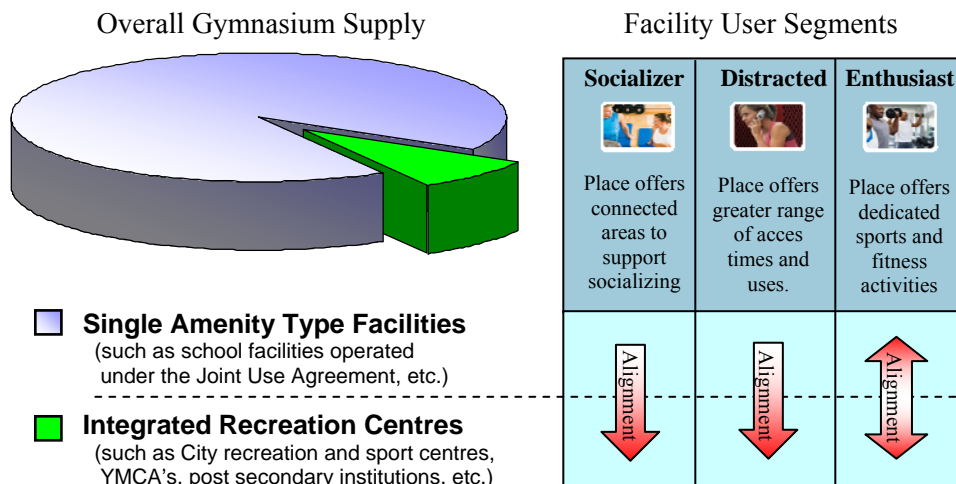 Overall Gymnasium Supply
Single Amenity Type Facilities
(such as school facilities operated
under the Joint Use Agreement, etc.)
Integrated Recreation Centres
(such as City recreation and sport centres,
YMCA's, post secondary institutions, etc.)
Facility User Segments
Socializer
Place offers
connected
areas to
support
socializing
Distracted
Place offers
greater range
of acces
times and
uses.
Enthusiast
Place offers
dedicated
sports and
fitness
activities
Alignment
Alignment
Alignment